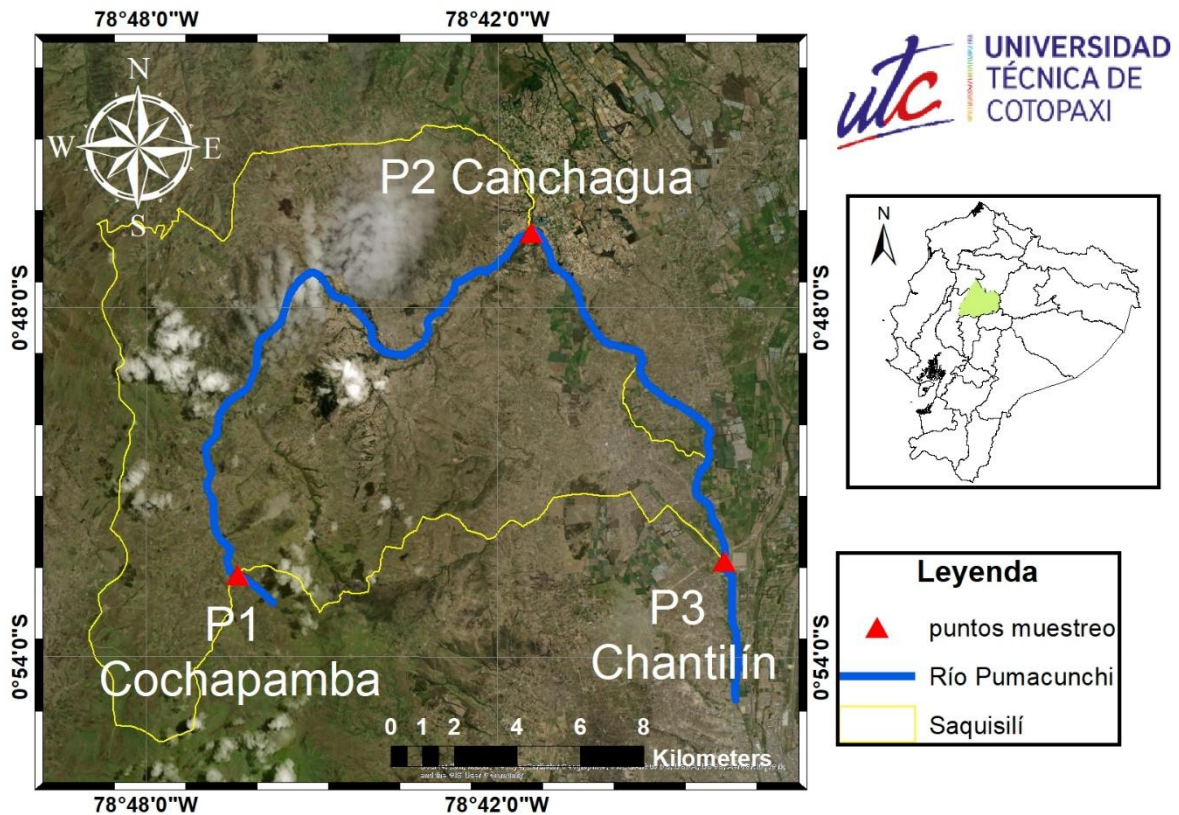 78°48'0"W
78°42'0"W
N
W
E
S
P2 Canchagua
0°48'0"S
0°48'0"S
P1
Cochapamba
P3
Chantilín
0°54'0"S
0°54'0"S
0 1 2 4 6 8
Kilometers
78°48'0"W
78°42'0"W
utc
UNIVERSIDAD
TÉCNICA DE
COTOPAXI
N
Leyenda
puntos muestreo
Río Pumacunchi
Saquisilí